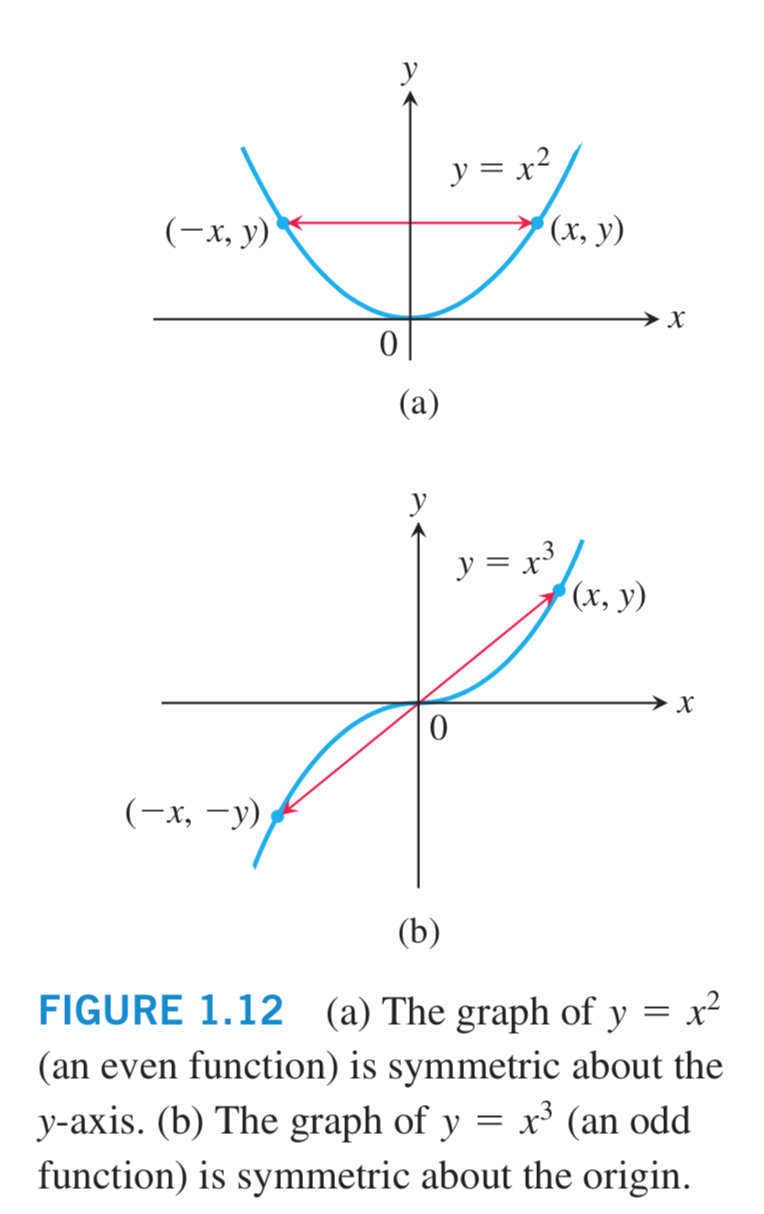 y
y = x²
(−x, y)
(x, y)
x
0
(a)
y
y = x³
(x, y)
x
0
(−x, −y)
(b)
FIGURE 1.12 (a) The graph of y = x²
(an even function) is symmetric about the
y-axis. (b) The graph of y = x³ (an odd
function) is symmetric about the origin.